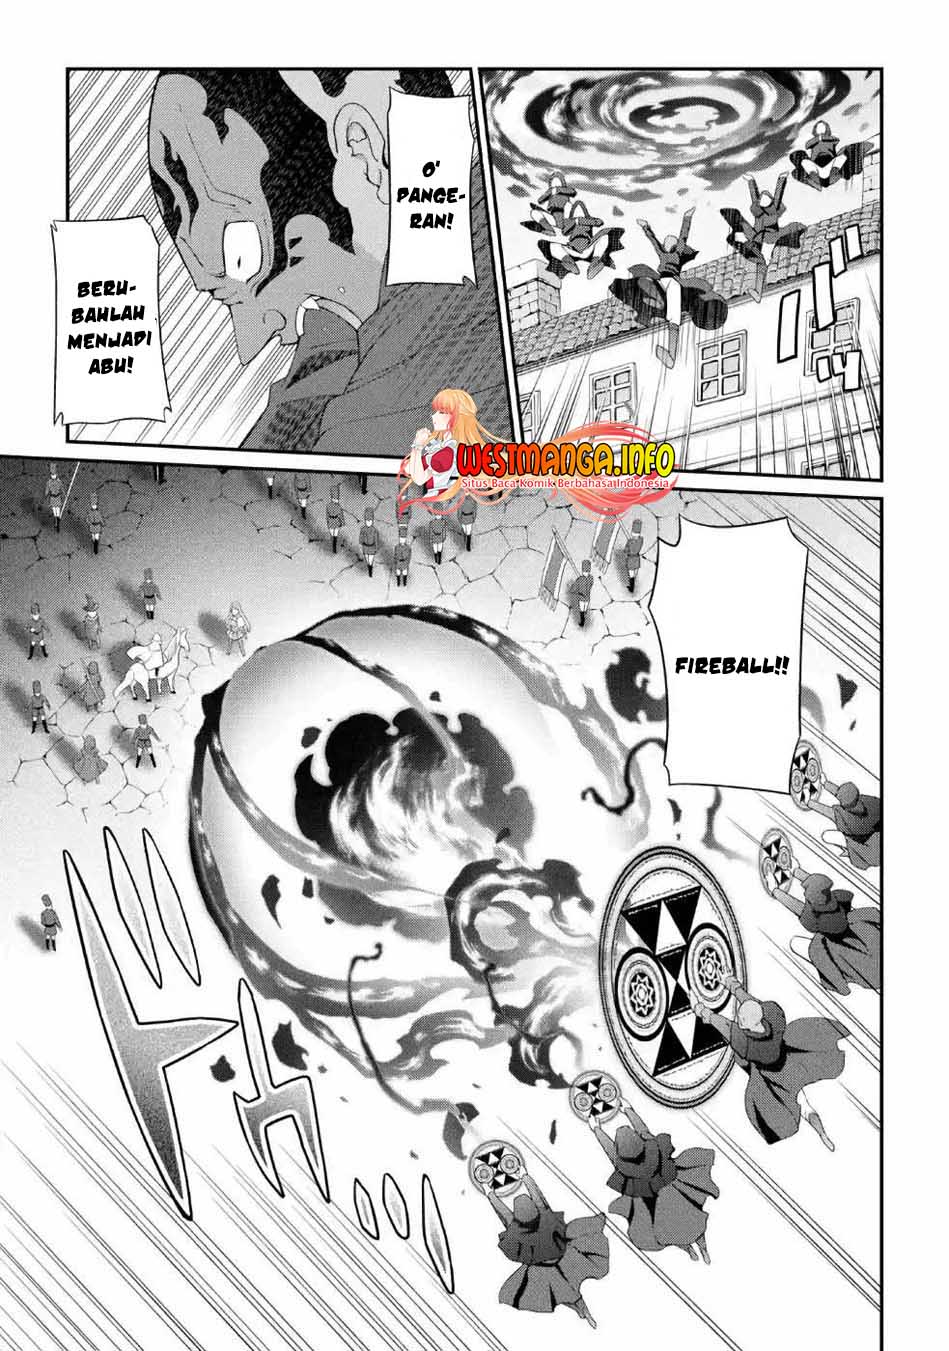 O'
PANGE-
RAN!
BERU-
BAHLAH
MENJADI
ABU!
WESTMANGA.INFO
Situs Baca Komik Berbahasa Indonesia
FIREBALL!!